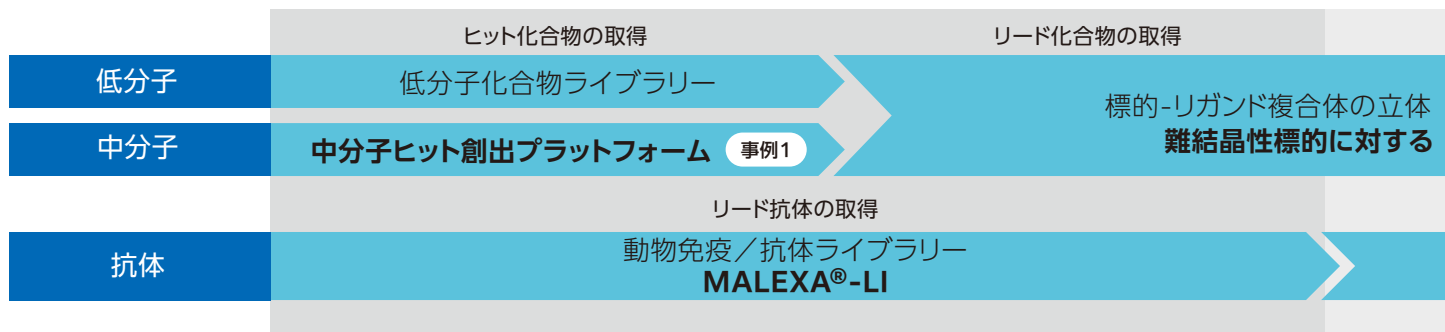 ヒット化合物の取得
リード化合物の取得
低分子
低分子化合物ライブラリー
標的-リガンド複合体の立体
難結晶性標的に対する
中分子
中分子ヒット創出プラットフォーム 事例1
リード抗体の取得
抗体
動物免疫／抗体ライブラリー
MALEXA®-LI